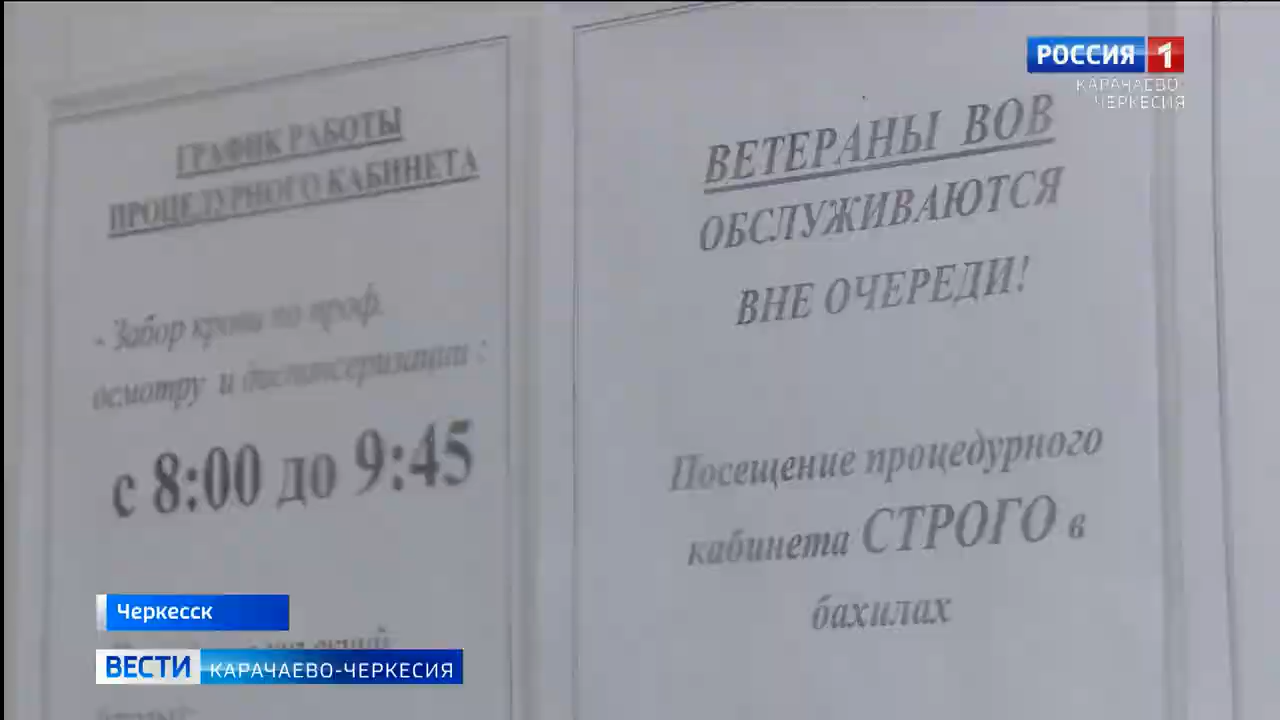 РОССИЯ 1
КАРАЧАЕВО-
ЧЕРКЕСИЯ
ГРАФИК РАБОТЫ
ПРОЦЕДУРНОГО КАБИНЕТА
- Забор крови по проф.
осмотру и диспансеризации :
с 8:00 до 9:45
ВЕТЕРАНЫ ВОВ
ОБСЛУЖИВАЮТСЯ
ВНЕ ОЧЕРЕДИ!
Посещение процедурного
кабинета СТРОГО в
бахилах
Черкесск
ВЕСТИ КАРАЧАЕВО-ЧЕРКЕСИЯ